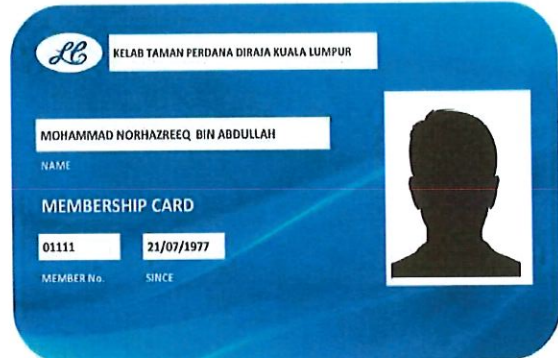 LC
KELAB TAMAN PERDANA DIRAJA KUALA LUMPUR
MOHAMMAD NORHAZREEQ BIN ABDULLAH
NAME
MEMBERSHIP CARD
01111 21/07/1977
MEMBER No. SINCE